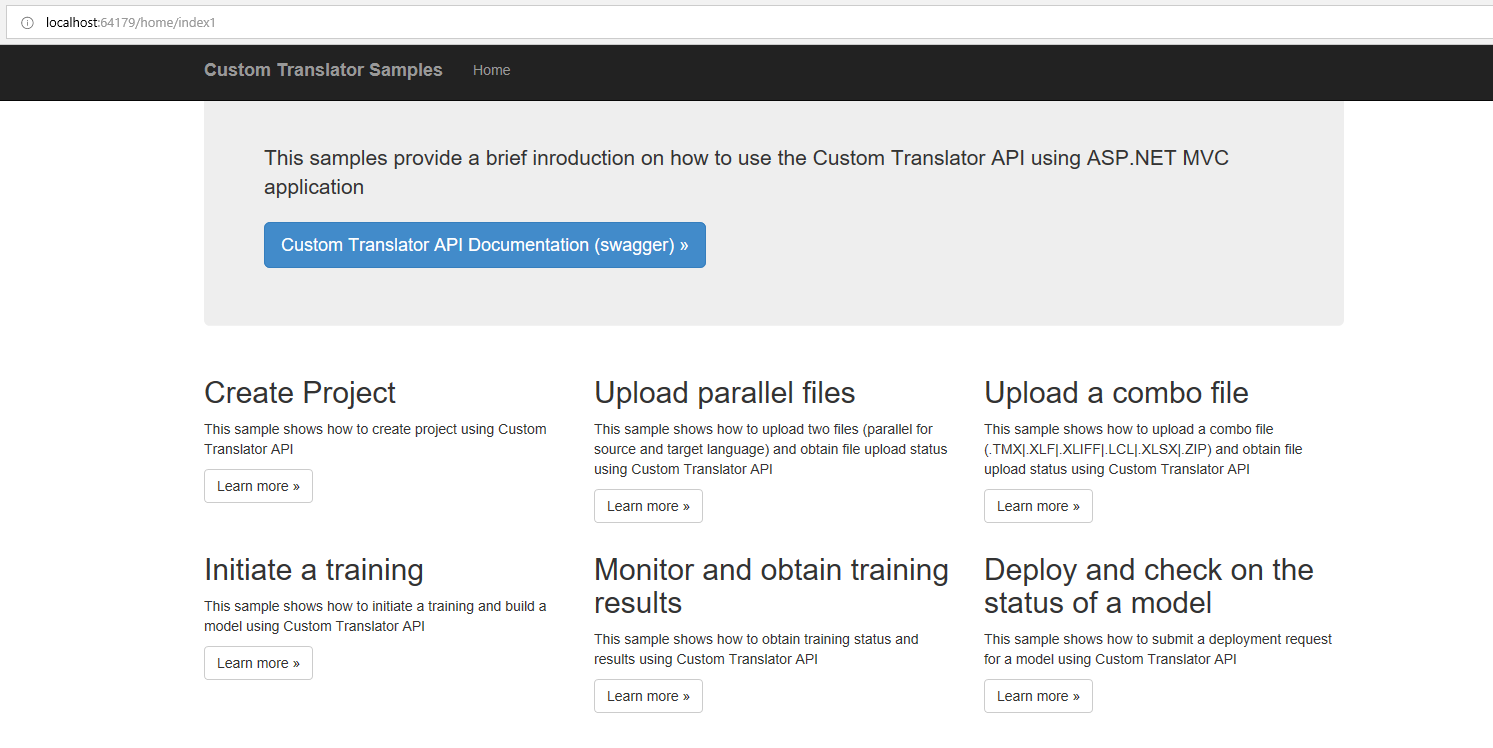 localhost:64179/home/index1
Custom Translator Samples Home
This samples provide a brief inroduction on how to use the Custom Translator API using ASP.NET MVC
application
Custom Translator API Documentation (swagger) »
Create Project
This sample shows how to create project using Custom
Translator API
Learn more »
Upload parallel files
This sample shows how to upload two files (parallel for
source and target language) and obtain file upload status
using Custom Translator API
Learn more »
Upload a combo file
This sample shows how to upload a combo file
(.TMX|.XLF|.XLIFF|.LCL|.XLSX|.ZIP) and obtain file
upload status using Custom Translator API
Learn more »
Initiate a training
This sample shows how to initiate a training and build a
model using Custom Translator API
Learn more »
Monitor and obtain training
results
This sample shows how to obtain training status and
results using Custom Translator API
Learn more »
Deploy and check on the
status of a model
This sample shows how to submit a deployment request
for a model using Custom Translator API
Learn more »